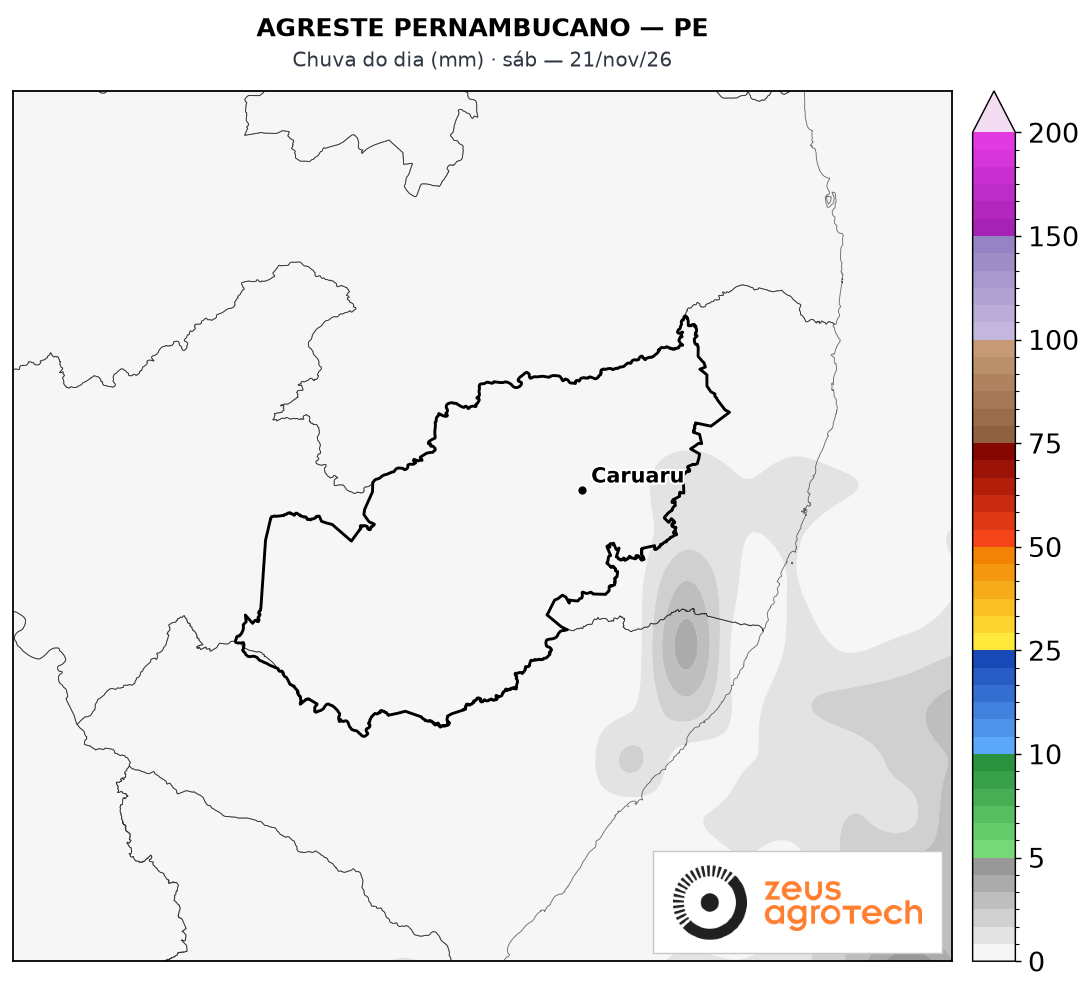 AGRESTE PERNAMBUCANO — PE
Chuva do dia (mm) · sáb — 21/nov/26
Caruaru
200
150
100
75
50
25
10
5
0
zeus
agrotech